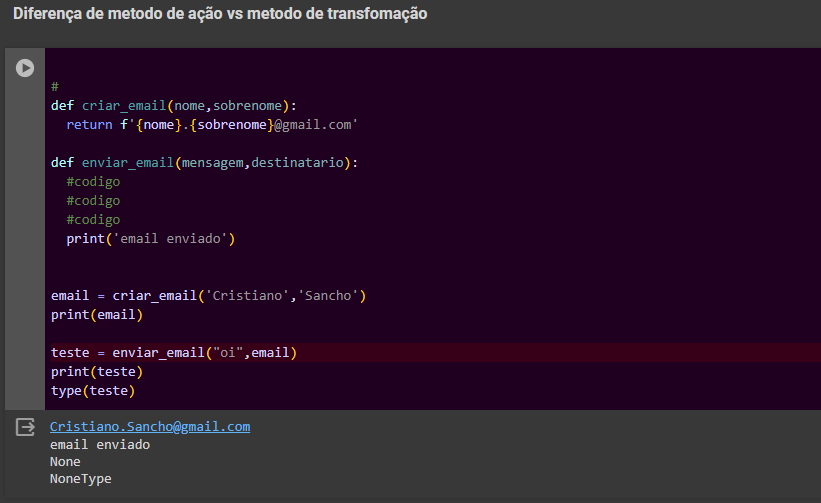 Diferença de metodo de ação vs metodo de transfomação
#
def criar_email(nome,sobrenome):
return f'{nome}.{sobrenome}@gmail.com'
def enviar_email(mensagem,destinatario):
#codigo
#codigo
#codigo
print('email enviado')
email = criar_email('Cristiano','Sancho')
print(email)
teste = enviar_email("oi",email)
print(teste)
type(teste)
Cristiano.Sancho@gmail.com
email enviado
None
NoneType